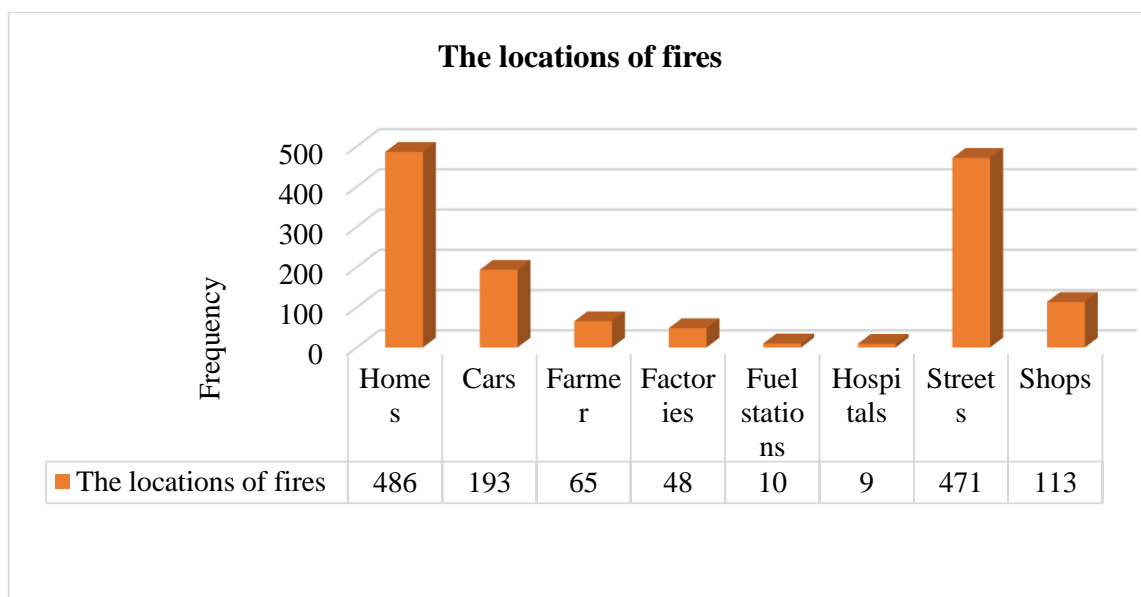 The locations of fires
500
400
300
200
100
0
Frequency
Home
s
Cars
Farme
r
Factor
ies
Fuel
statio
ns
Hospi
tals
Street
s
Shops
The locations of fires 486 193 65 48 10 9 471 113